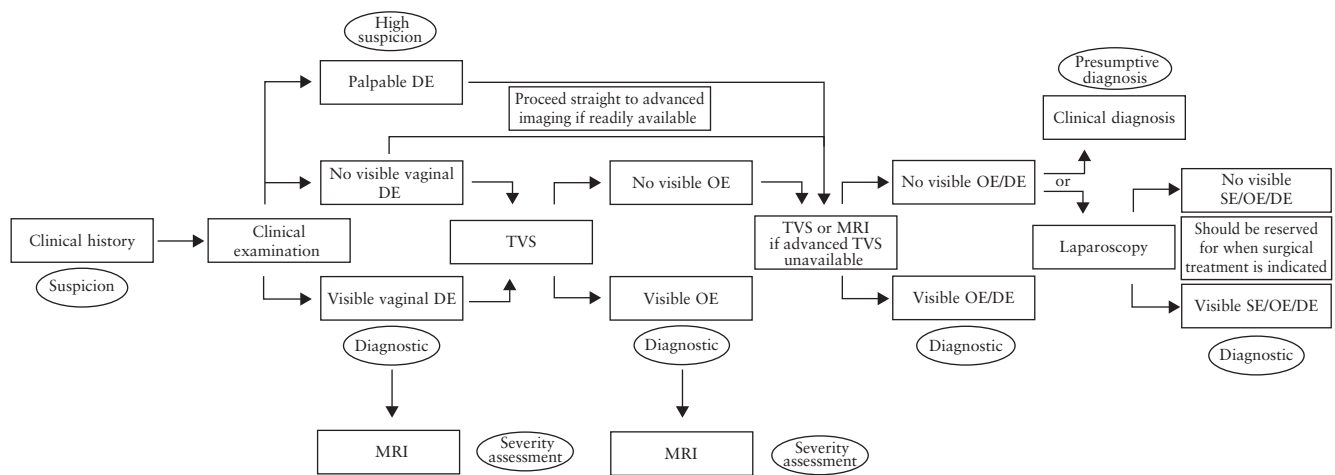 High
suspicion
Palpable DE
Proceed straight to advanced
imaging if readily available
Presumptive
diagnosis
Clinical diagnosis
No visible vaginal
DE
No visible OE
No visible OE/DE
or
No visible
SE/OE/DE
Clinical history
Clinical
examination
TVS
TVS or MRI
if advanced TVS
unavailable
Laparoscopy
Should be reserved
for when surgical
treatment is indicated
Suspicion
Visible vaginal DE
Visible OE
Visible OE/DE
Visible SE/OE/DE
Diagnostic
Diagnostic
Diagnostic
Diagnostic
MRI
Severity
assessment
MRI
Severity
assessment